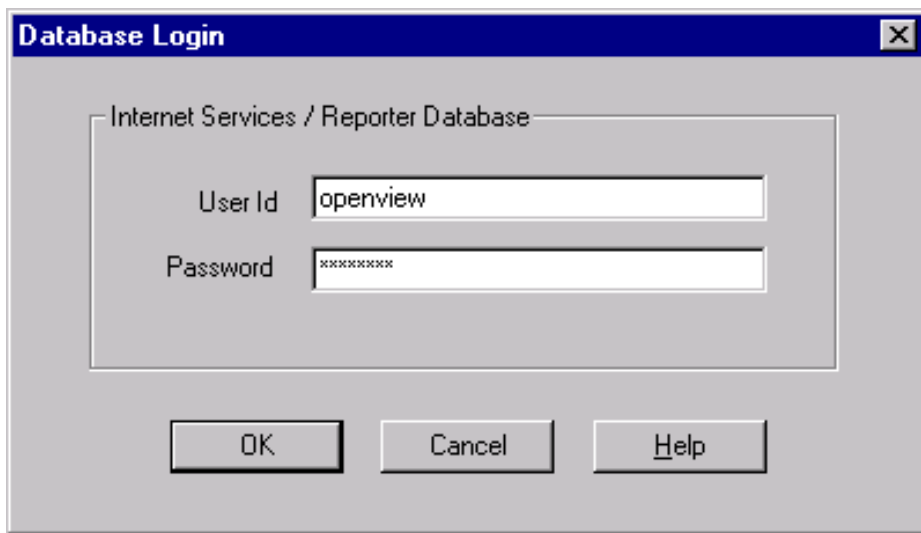 Database Login
Internet Services / Reporter Database
User Id openview
Password ********
OK Cancel Help